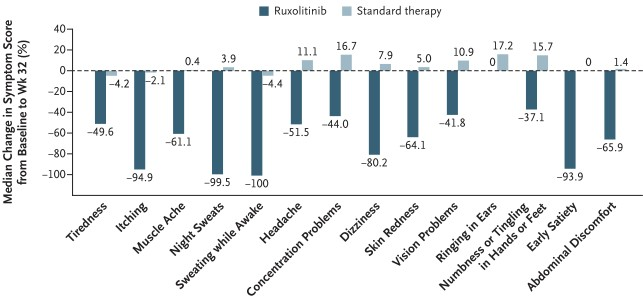 Ruxolitinib Standard therapy
Median Change in Symptom Score
from Baseline to Wk 32 (%)
40
20
0
−20
−40
−60
−80
−100
−49.6
−4.2
−94.9
−2.1
−61.1
0.4
−99.5
3.9
−100
−4.4
−51.5
11.1
−44.0
16.7
−80.2
7.9
−64.1
5.0
−41.8
10.9
0
17.2
−37.1
15.7
−93.9
0
−65.9
1.4
Tiredness
Itching
Muscle Ache
Night Sweats
Sweating while Awake
Headache
Concentration Problems
Dizziness
Skin Redness
Vision Problems
Ringing in Ears
Numbness or Tingling
in Hands or Feet
Early Satiety
Abdominal Discomfort